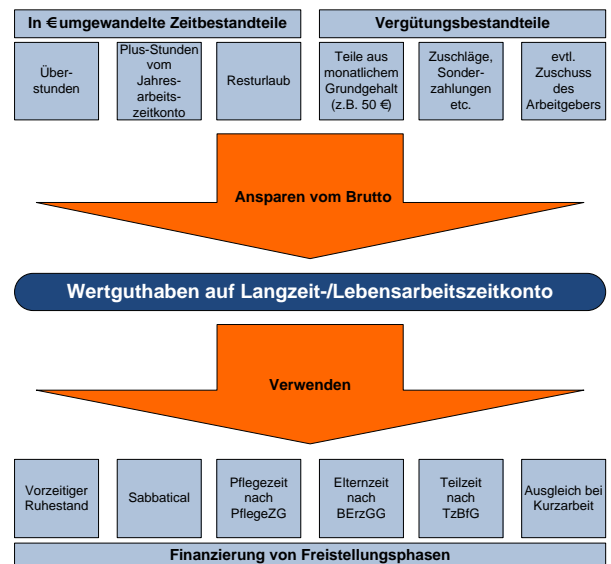 In € umgewandelte Zeitbestandteile
Vergütungsbestandteile
Über-
stunden
Plus-Stunden
vom
Jahres-
arbeits-
zeitkonto
Resturlaub
Teile aus
monatlichem
Grundgehalt
(z.B. 50 €)
Zuschläge,
Sonder-
zahlungen
etc.
evtl.
Zuschuss
des
Arbeitgebers
Ansparen vom Brutto
Wertguthaben auf Langzeit-/Lebensarbeitszeitkonto
Verwenden
Vorzeitiger
Ruhestand
Sabbatical
Pflegezeit
nach
PflegeZG
Elternzeit
nach
BErzGG
Teilzeit
nach
TzBfG
Ausgleich bei
Kurzarbeit
Finanzierung von Freistellungsphasen